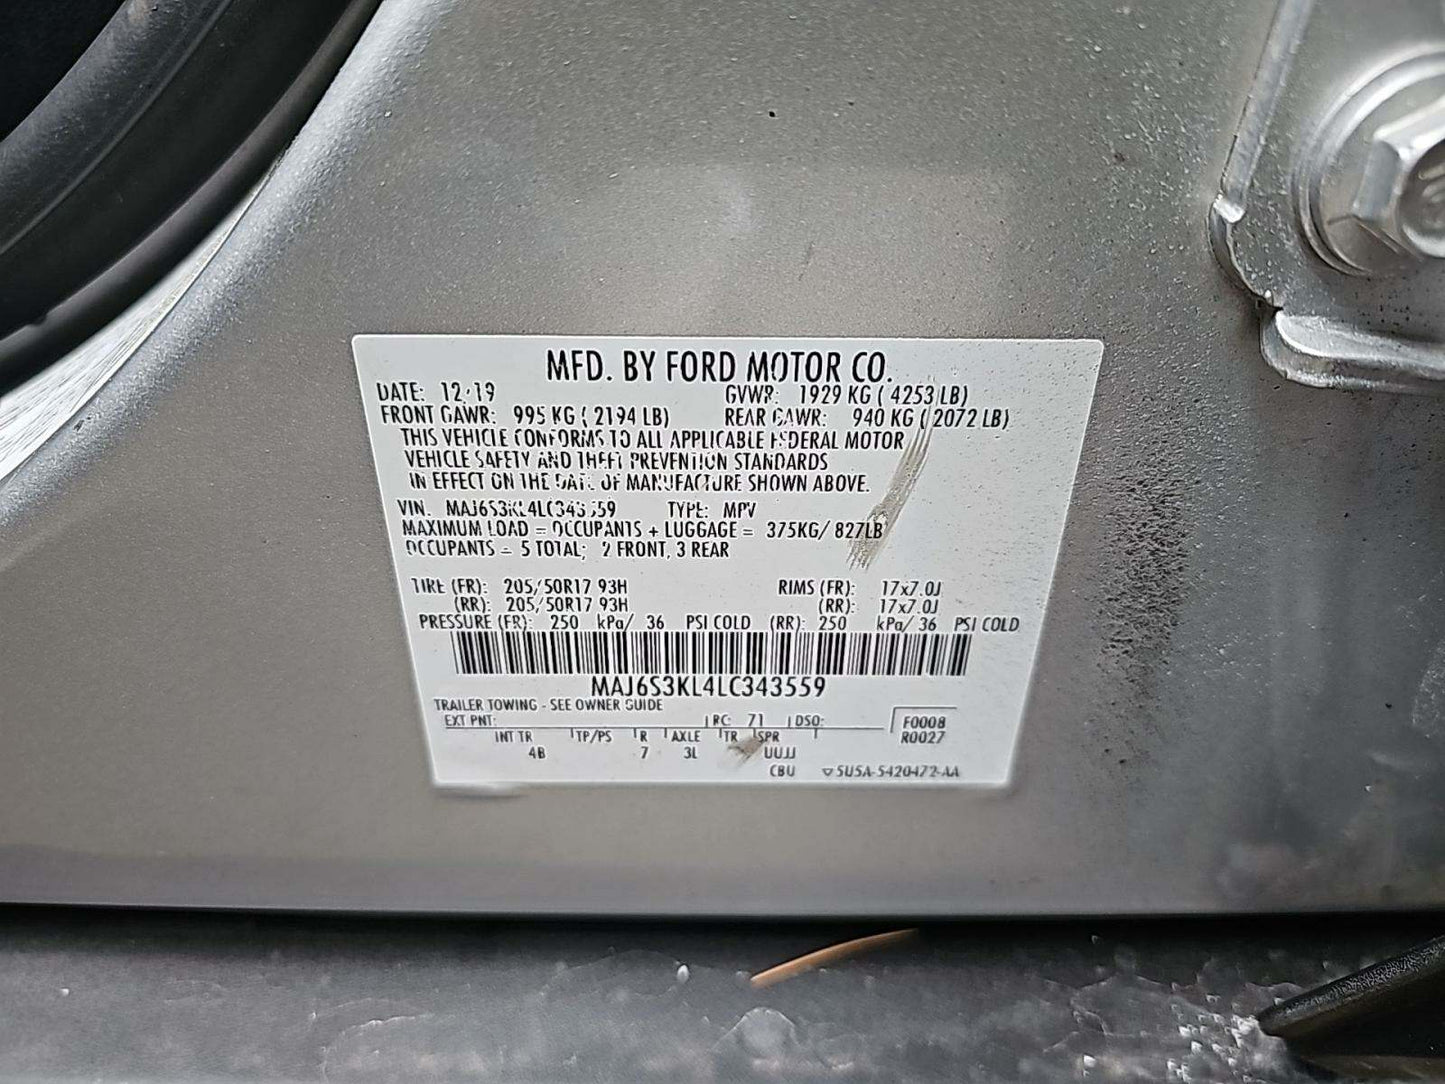 MFD. BY FORD MOTOR CO.
DATE: 12/19 GVWR: 1929 KG ( 4253 LB)
FRONT GAWR: 995 KG ( 2194 LB) REAR GAWR: 940 KG ( 2072 LB)
THIS VEHICLE CONFORMS TO ALL APPLICABLE FEDERAL MOTOR
VEHICLE SAFETY AND THEFT PREVENTION STANDARDS
IN EFFECT ON THE DATE OF MANUFACTURE SHOWN ABOVE.
VIN: MAJ6S3KL4LC343559 TYPE: MPV
MAXIMUM LOAD = OCCUPANTS + LUGGAGE = 375KG/ 827LB
OCCUPANTS = 5 TOTAL; 2 FRONT, 3 REAR
TIRE (FR): 205/50R17 93H RIMS (FR): 17x7.0J
(RR): 205/50R17 93H (RR): 17x7.0J
PRESSURE (FR): 250 kPa/ 36 PSI COLD (RR): 250 kPa/ 36 PSI COLD
MAJ6S3KL4LC343559
TRAILER TOWING - SEE OWNER GUIDE
EXT PNT: RC: 71 DSO: F0008
INT TR TP/PS R AXLE TR SPR R0027
4B 7 3L UUJJ
CBU ▽5U5A-5420472-AA